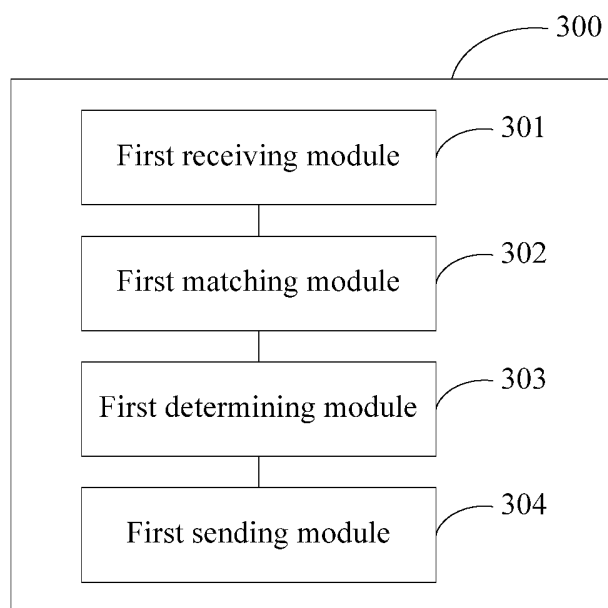 300
First receiving module
301
First matching module
302
First determining module
303
First sending module
304